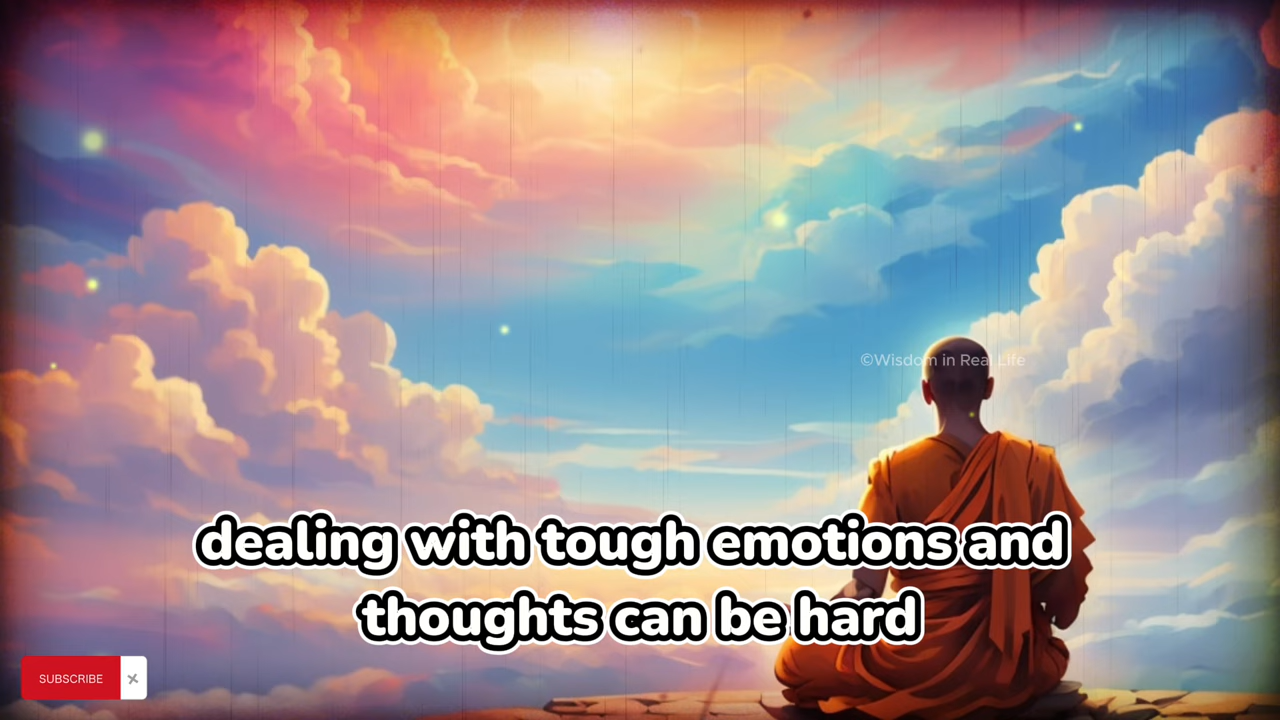 ©Wisdom in Real Life
dealing with tough emotions and
thoughts can be hard
SUBSCRIBE